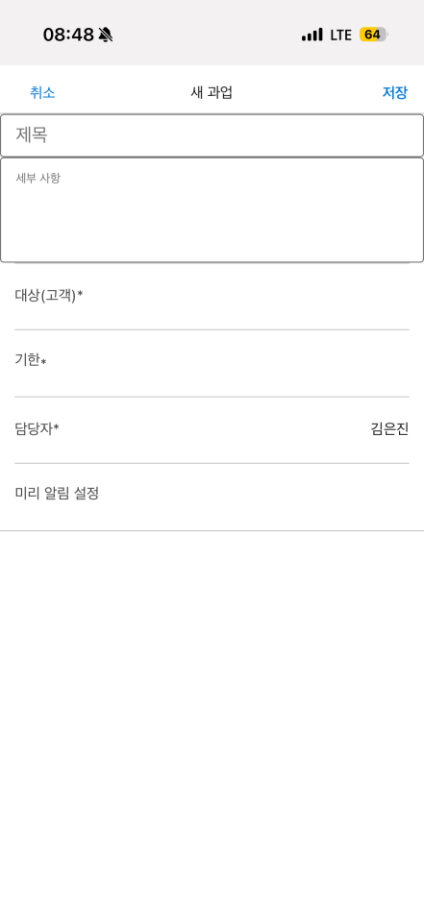 08:48
LTE 64
취소 새 과업 저장
제목
세부 사항
대상(고객)*
기한*
담당자* 김은진
미리 알림 설정